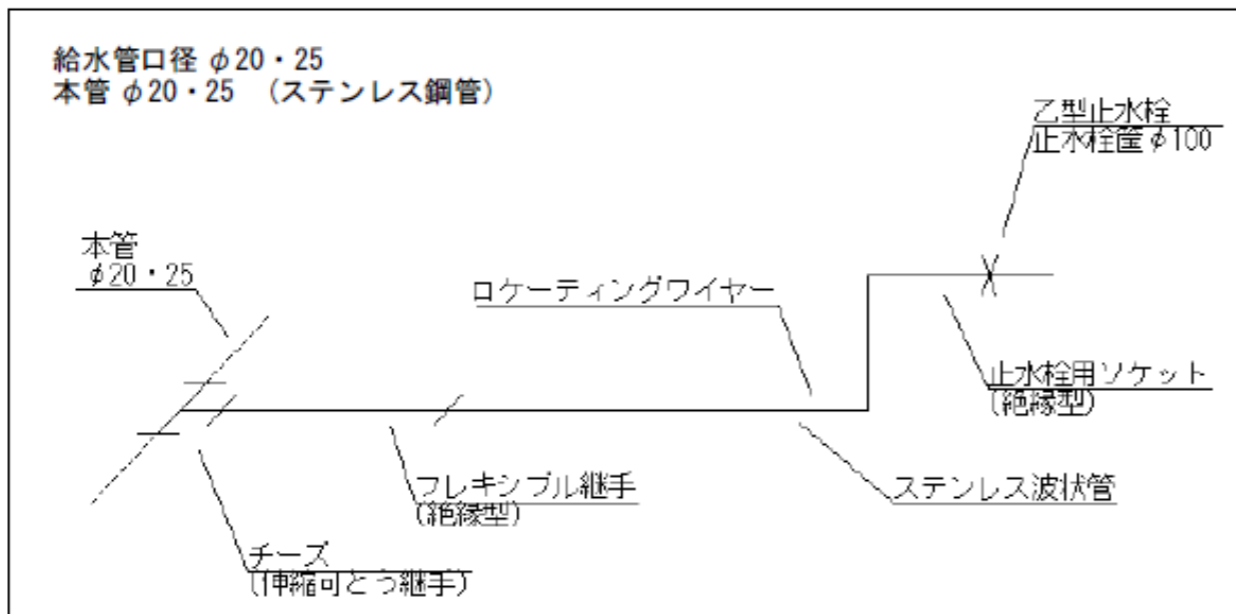 給水管口径 φ20・25
本管 φ20・25 (ステンレス鋼管)
乙型止水栓
止水栓筐φ100
本管
φ20・25
ロケーティングワイヤー
止水栓用ソケット
(絶縁型)
フレキシブル継手
(絶縁型)
ステンレス波状管
チーズ
(伸縮可とう継手)